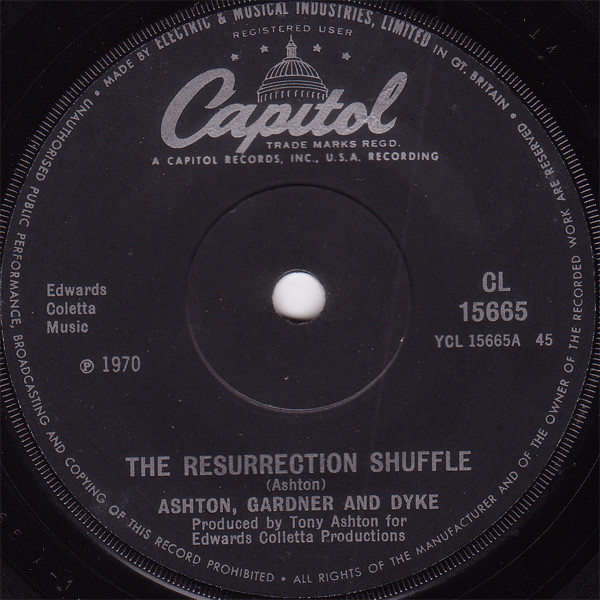 MADE BY ELECTRIC & MUSICAL INDUSTRIES, LIMITED IN GT. BRITAIN • ALL RIGHTS OF THE MANUFACTURER AND OF THE OWNER OF THE RECORDED WORK ARE RESERVED •
UNAUTHORISED PUBLIC PERFORMANCE, BROADCASTING AND COPYING OF THIS RECORD PROHIBITED •
REGISTERED USER
Capitol
TRADE MARKS REGD.
A CAPITOL RECORDS, INC., U.S.A. RECORDING
Edwards
Coletta
Music
℗ 1970
CL
15665
YCL 15665A 45
THE RESURRECTION SHUFFLE
(Ashton)
ASHTON, GARDNER AND DYKE
Produced by Tony Ashton for
Edwards Colletta Productions